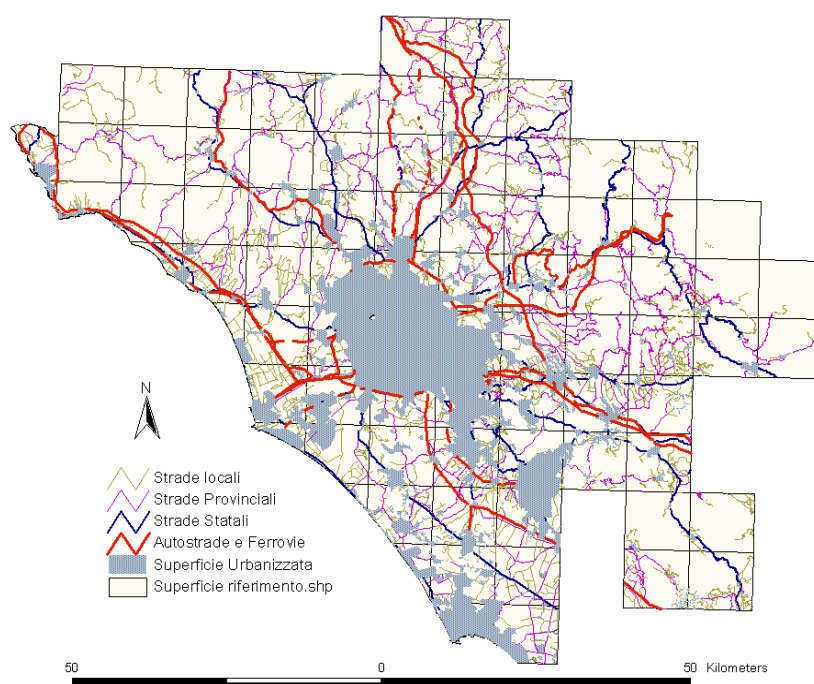 N
Strade locali
Strade Provinciali
Strade Statali
Autostrade e Ferrovie
Superficie Urbanizzata
Superficie riferimento.shp
50 0 50 Kilometers